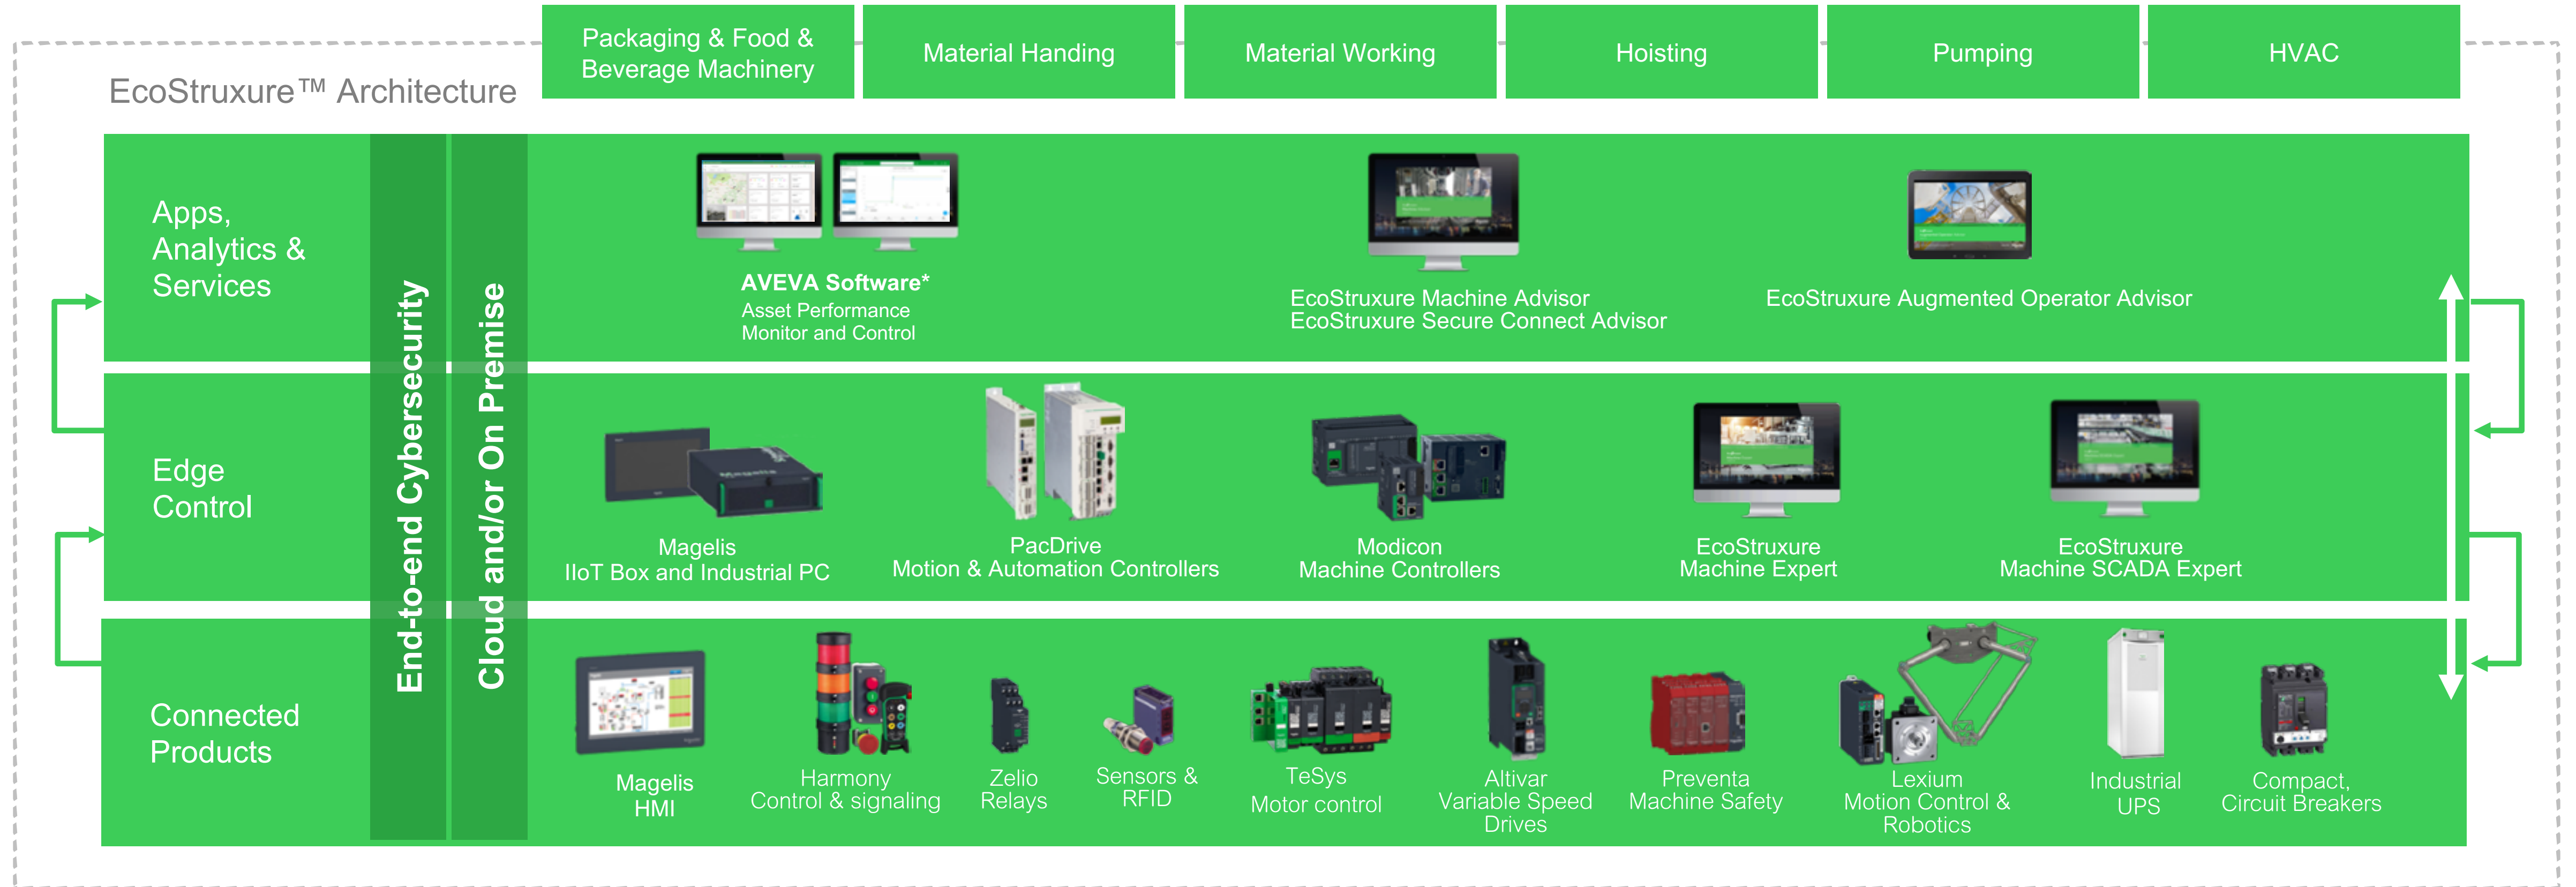 Packaging & Food &
Beverage Machinery
Material Handing
Material Working
Hoisting
Pumping
HVAC
EcoStruxure™ Architecture
Apps,
Analytics &
Services
End-to-end Cybersecurity
Cloud and/or On Premise
AVEVA Software*
Asset Performance
Monitor and Control
EcoStruxure Machine Advisor
EcoStruxure Secure Connect Advisor
EcoStruxure Augmented Operator Advisor
Edge
Control
Magelis
Magelis
IIoT Box and Industrial PC
PacDrive
Motion & Automation Controllers
Modicon
Machine Controllers
EcoStruxure
Machine Expert
EcoStruxure
Machine SCADA Expert
Connected
Products
Magelis
HMI
Harmony
Control & signaling
Zelio
Relays
Sensors &
RFID
TeSys
Motor control
Altivar
Variable Speed
Drives
Preventa
Machine Safety
Lexium
Motion Control &
Robotics
Industrial
UPS
Compact,
Circuit Breakers